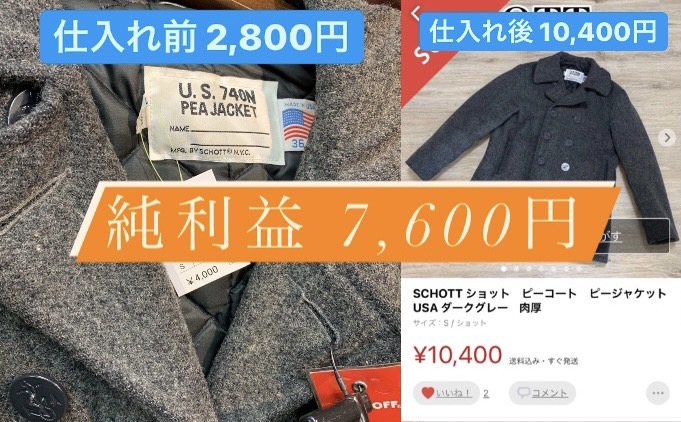 仕入れ前 2,800円
仕入れ後 10,400円
U.S. 740N
PEA JACKET
NAME
MFG. BY SCHOTT BROS. N.Y.C.
MADE IN USA
36
純利益 7,600円
S
¥4,000
OFF
がす
SCHOTT ショット ピーコート ピージャケット
USA ダークグレー 肉厚
サイズ：S / ショット
¥10,400 送料込み・すぐ発送
いいね！ 2
コメント